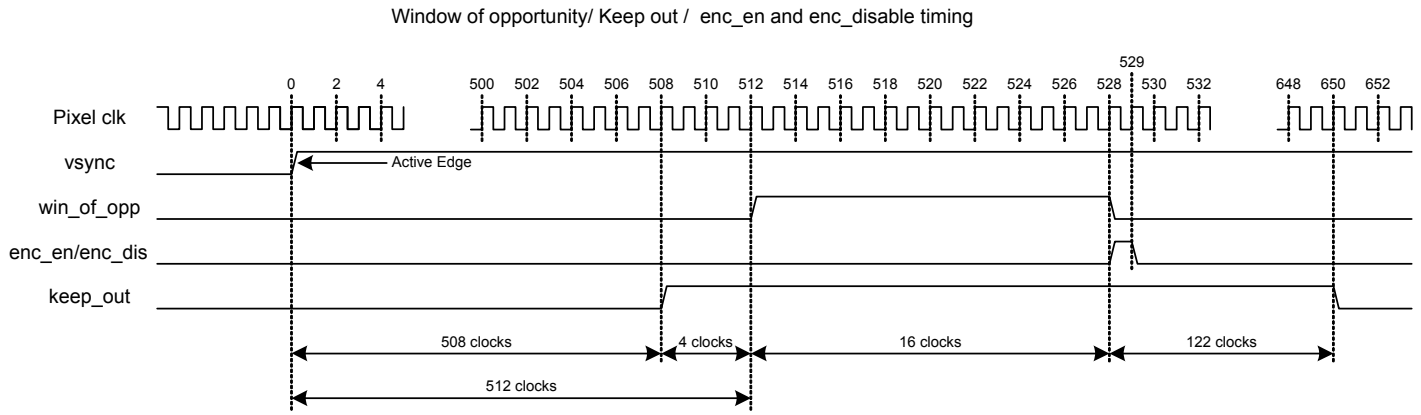 Window of opportunity/ Keep out / enc_en and enc_disable timing
529
0 2 4 500 502 504 506 508 510 512 514 516 518 520 522 524 526 528 530 532 648 650 652
Pixel clk
vsync
Active Edge
win_of_opp
enc_en/enc_dis
keep_out
508 clocks 4 clocks 16 clocks 122 clocks
512 clocks